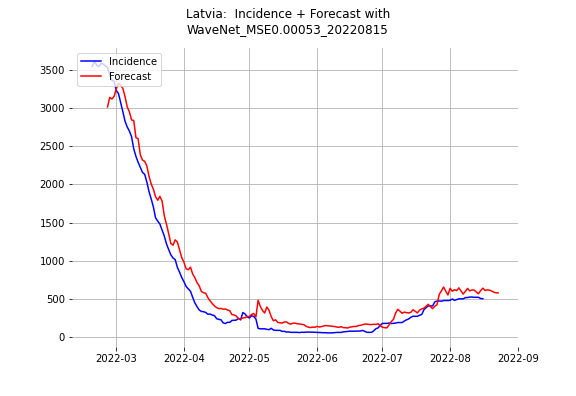 Latvia:  Incidence + Forecast with
WaveNet_MSE0.00053_20220815
Incidence
Forecast
3500
3000
2500
2000
1500
1000
500
0
2022-03 2022-04 2022-05 2022-06 2022-07 2022-08 2022-09